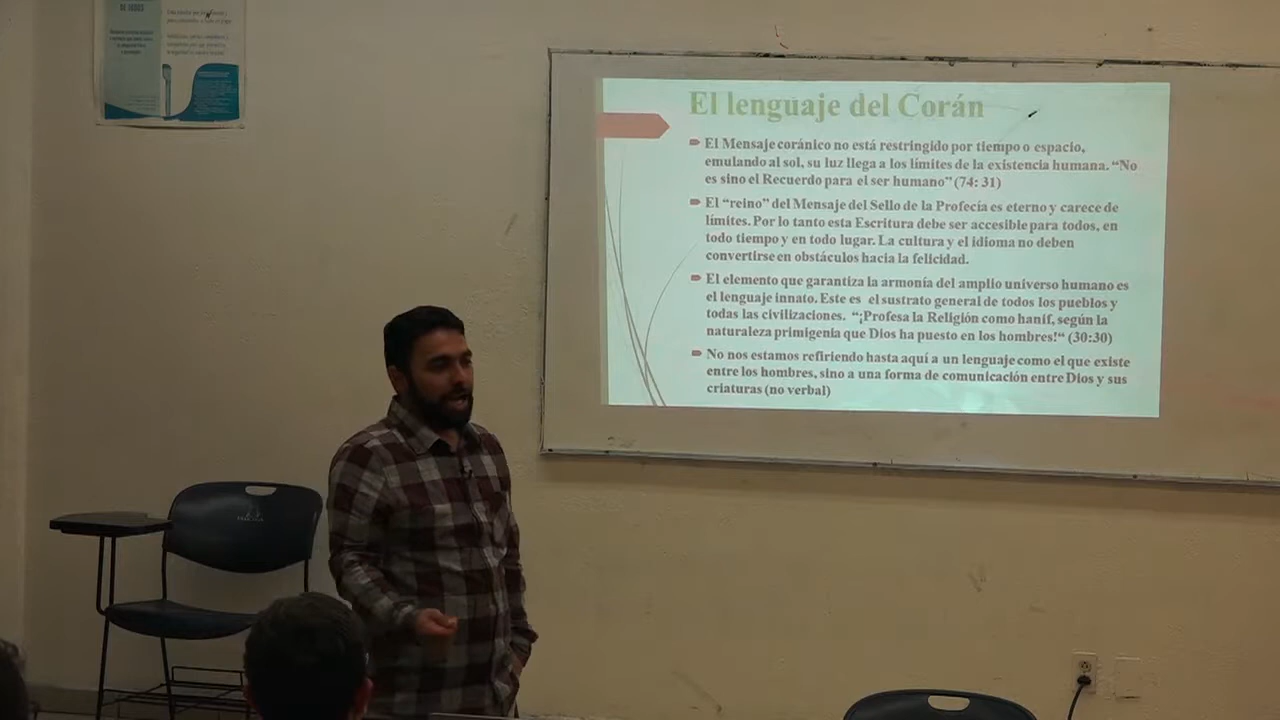 DE TODOS
El lenguaje del Corán
El Mensaje coránico no está restringido por tiempo o espacio,
emulando al sol, su luz llega a los límites de la existencia humana. “No
es sino el Recuerdo para el ser humano” (74: 31)
El “reino” del Mensaje del Sello de la Profecía es eterno y carece de
límites. Por lo tanto esta Escritura debe ser accesible para todos, en
todo tiempo y en todo lugar. La cultura y el idioma no deben
convertirse en obstáculos hacia la felicidad.
El elemento que garantiza la armonía del amplio universo humano es
el lenguaje innato. Este es el sustrato general de todos los pueblos y
todas las civilizaciones. “¡Profesa la Religión como hanif, según la
naturaleza primigenia que Dios ha puesto en los hombres!“ (30:30)
No nos estamos refiriendo hasta aquí a un lenguaje como el que existe
entre los hombres, sino a una forma de comunicación entre Dios y sus
criaturas (no verbal)